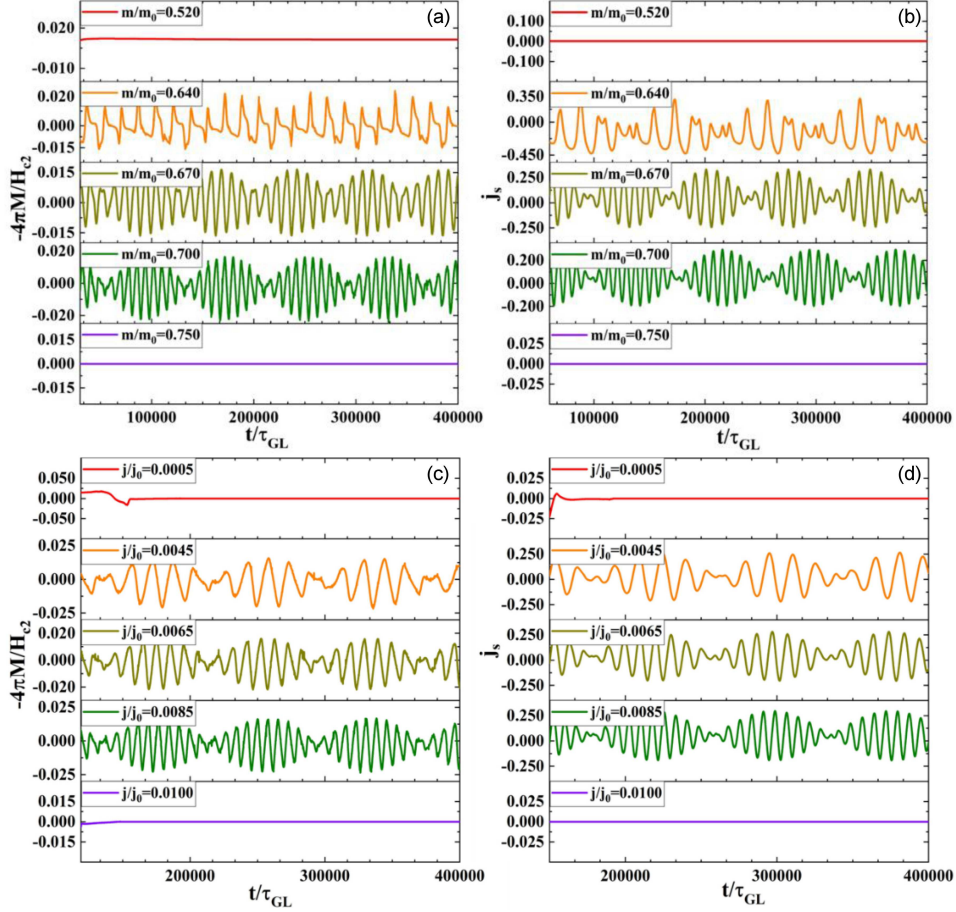 (a)
m/m0=0.520
0.020
-0.010
m/m0=0.640
0.020
0.000
-0.015
m/m0=0.670
0.015
0.000
-0.015
m/m0=0.700
0.020
0.000
-0.020
m/m0=0.750
0.015
0.000
-0.015
-4πM/Hc2
100000 200000 300000 400000
t/τGL
(b)
m/m0=0.520
0.100
0.000
-0.100
m/m0=0.640
0.350
0.000
-0.450
m/m0=0.670
0.250
0.000
-0.250
m/m0=0.700
0.200
0.000
-0.200
m/m0=0.750
0.025
0.000
-0.025
js
100000 200000 300000 400000
t/τGL
(c)
j/j0=0.0005
0.050
0.000
-0.050
j/j0=0.0045
0.025
0.000
-0.025
j/j0=0.0065
0.020
0.000
-0.020
j/j0=0.0085
0.025
0.000
-0.023
j/j0=0.0100
0.015
0.000
-0.015
-4πM/Hc2
200000 300000 400000
t/τGL
(d)
j/j0=0.0005
0.025
0.000
-0.025
j/j0=0.0045
0.250
0.000
-0.250
j/j0=0.0065
0.250
0.000
-0.250
j/j0=0.0085
0.200
0.000
-0.200
j/j0=0.0100
0.025
0.000
-0.025
js
200000 300000 400000
t/τGL